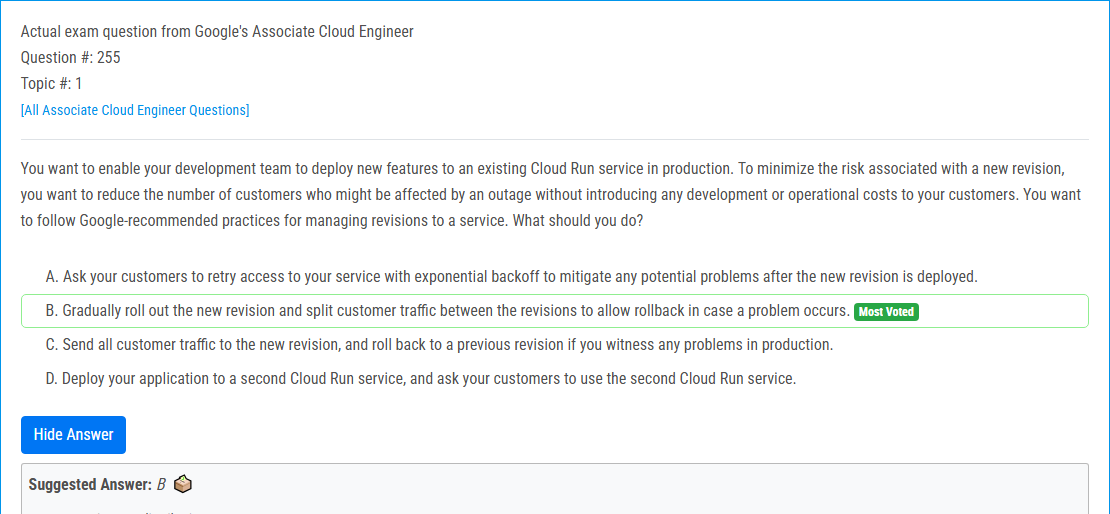 Actual exam question from Google's Associate Cloud Engineer
Question #: 255
Topic #: 1
[All Associate Cloud Engineer Questions]
You want to enable your development team to deploy new features to an existing Cloud Run service in production. To minimize the risk associated with a new revision,
you want to reduce the number of customers who might be affected by an outage without introducing any development or operational costs to your customers. You want
to follow Google-recommended practices for managing revisions to a service. What should you do?
A. Ask your customers to retry access to your service with exponential backoff to mitigate any potential problems after the new revision is deployed.
B. Gradually roll out the new revision and split customer traffic between the revisions to allow rollback in case a problem occurs. Most Voted
C. Send all customer traffic to the new revision, and roll back to a previous revision if you witness any problems in production.
D. Deploy your application to a second Cloud Run service, and ask your customers to use the second Cloud Run service.
Hide Answer
Suggested Answer: B